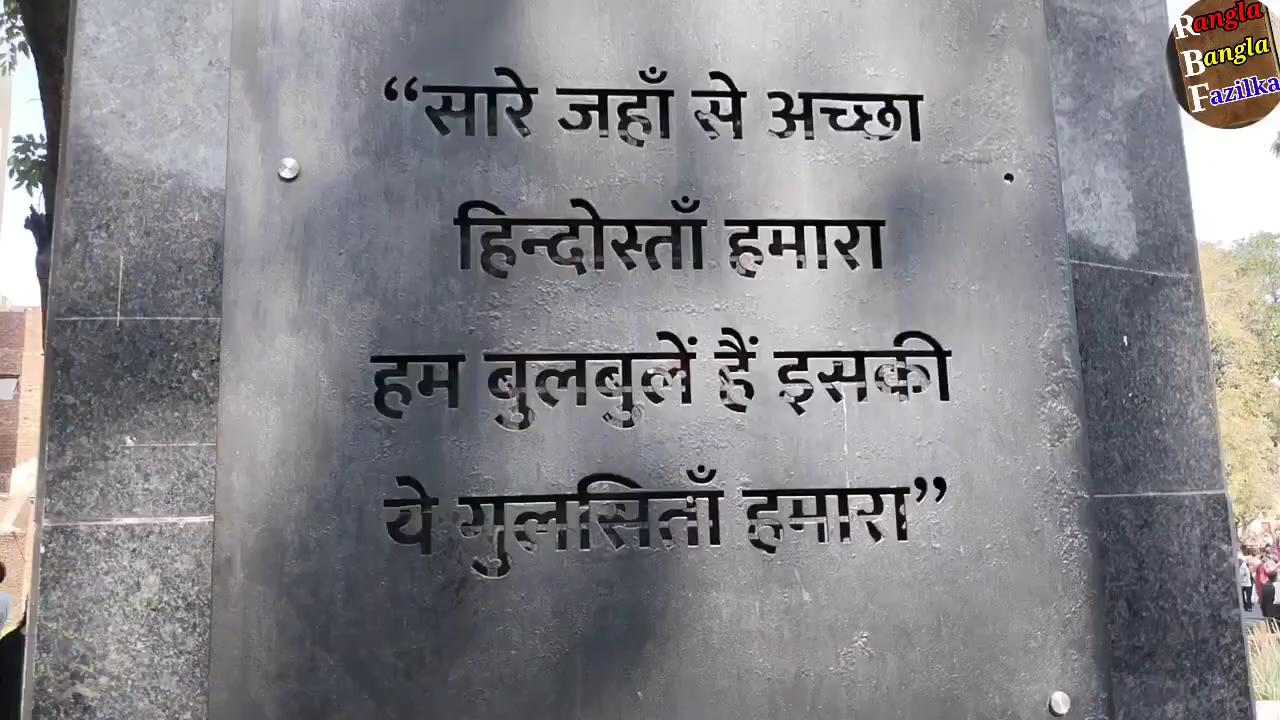 “सारे जहाँ से अच्छा
हिन्दोस्ताँ हमारा
हम बुलबुलें हैं इसकी
ये गुलसिताँ हमारा”
Rangla
Bangla
Fazilka